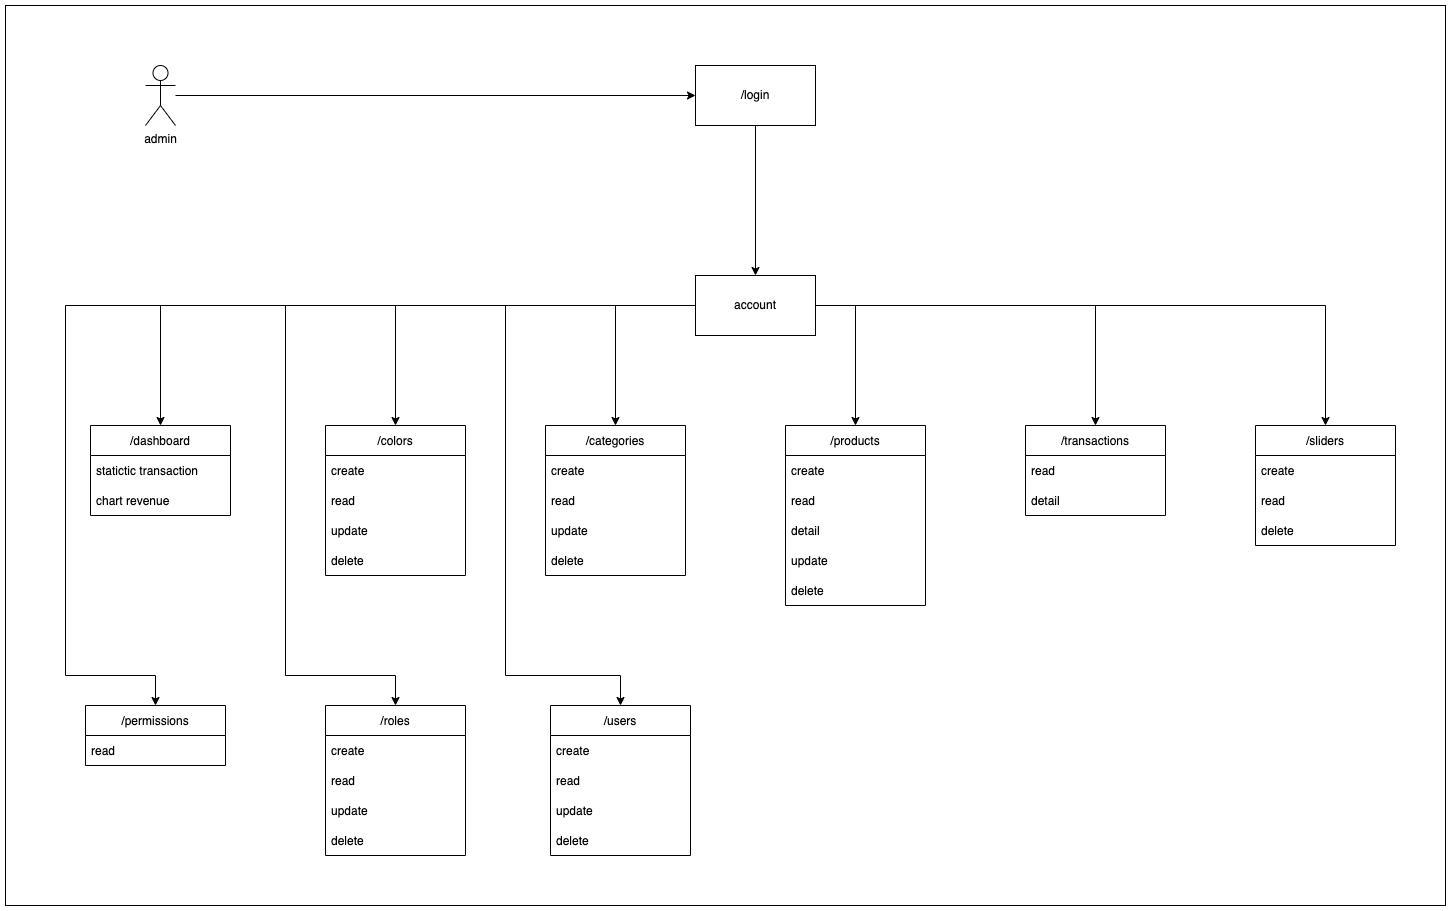 admin
/login
account
/dashboard
statictic transaction
chart revenue
/colors
create
read
update
delete
/categories
create
read
update
delete
/products
create
read
detail
update
delete
/transactions
read
detail
/sliders
create
read
delete
/permissions
read
/roles
create
read
update
delete
/users
create
read
update
delete